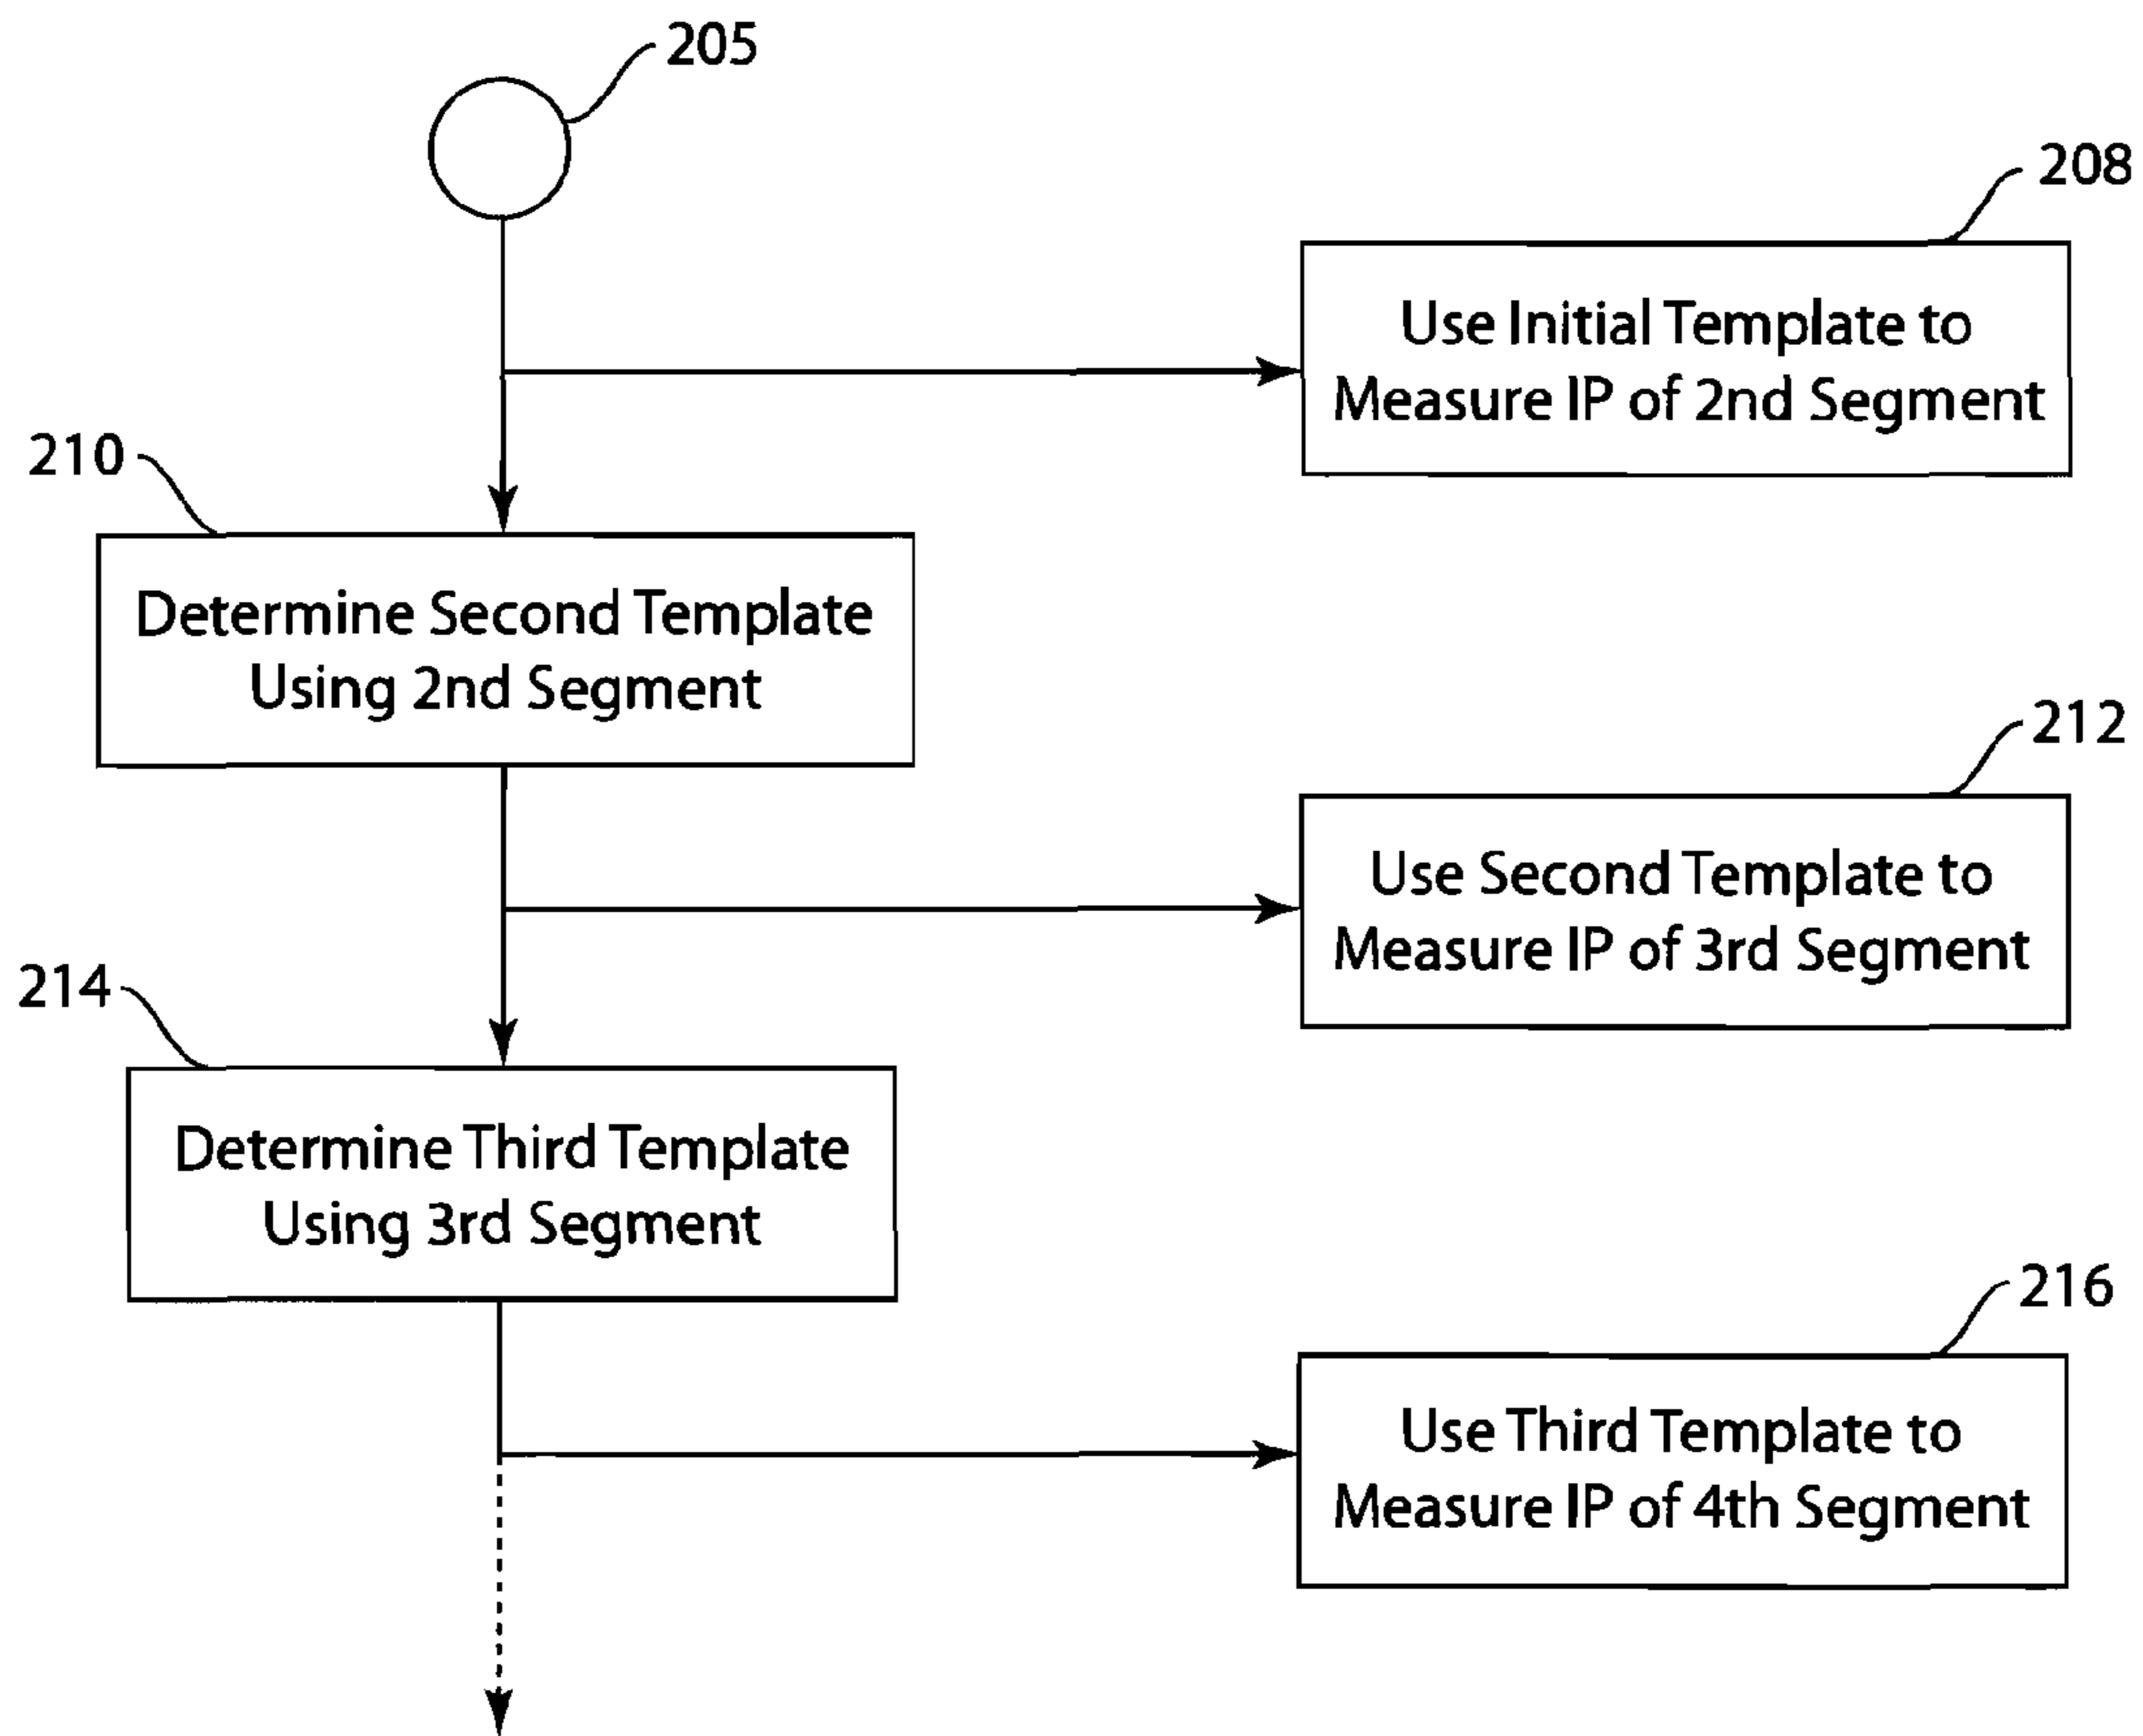 205
208
Use Initial Template to
Measure IP of 2nd Segment
210
Determine Second Template
Using 2nd Segment
212
Use Second Template to
Measure IP of 3rd Segment
214
Determine Third Template
Using 3rd Segment
216
Use Third Template to
Measure IP of 4th Segment